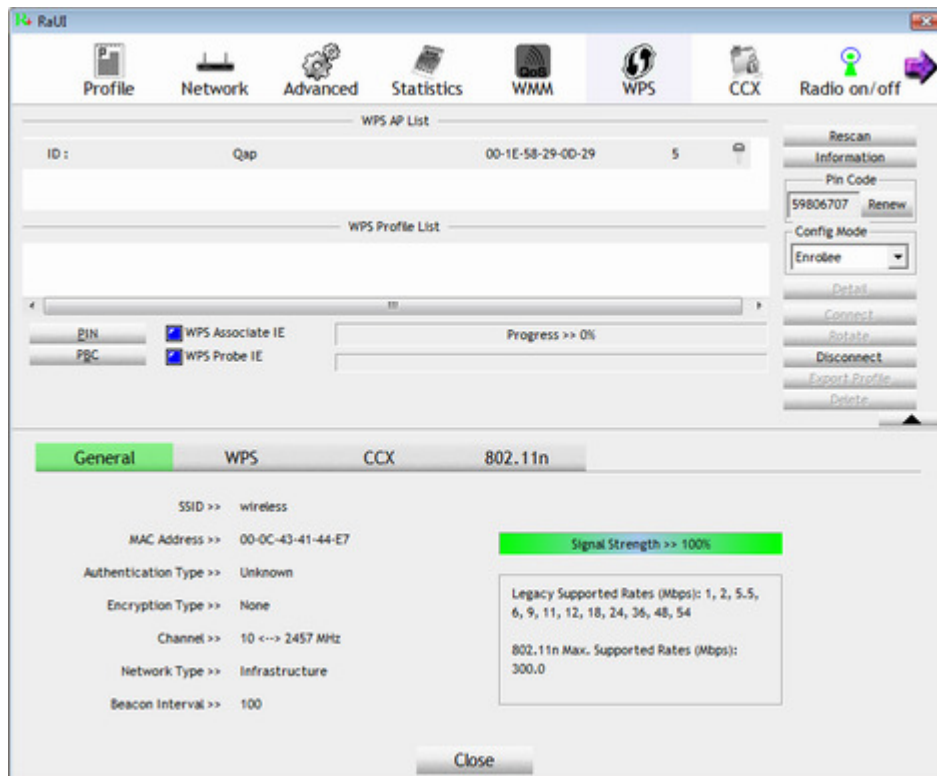 RaUI
Profile Network Advanced Statistics WMM WPS CCX Radio on/off
WPS AP List
ID : Qap 00-1E-58-29-0D-29 5
Rescan
Information
Pin Code
59806707 Renew
WPS Profile List
Config Mode
Enrollee
Detail
Connect
Rotate
Disconnect
Export Profile
Delete
PIN WPS Associate IE Progress >> 0%
PBC WPS Probe IE
General WPS CCX 802.11n
SSID >> wireless
MAC Address >> 00-0C-43-41-44-E7
Authentication Type >> Unknown
Encryption Type >> None
Channel >> 10 <--> 2457 MHz
Network Type >> Infrastructure
Beacon Interval >> 100
Signal Strength >> 100%
Legacy Supported Rates (Mbps): 1, 2, 5.5,
6, 9, 11, 12, 18, 24, 36, 48, 54
802.11n Max. Supported Rates (Mbps):
300.0
Close